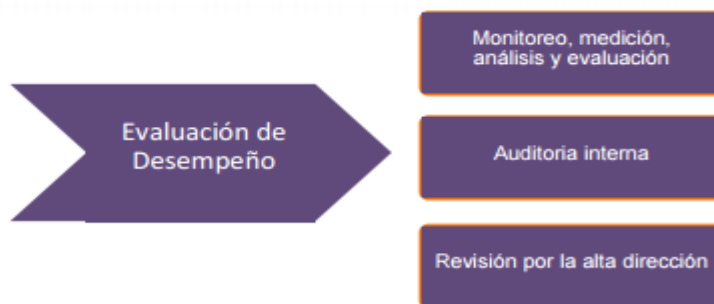 Evaluación de
Desempeño
Monitoreo, medición,
análisis y evaluación
Auditoria interna
Revisión por la alta dirección